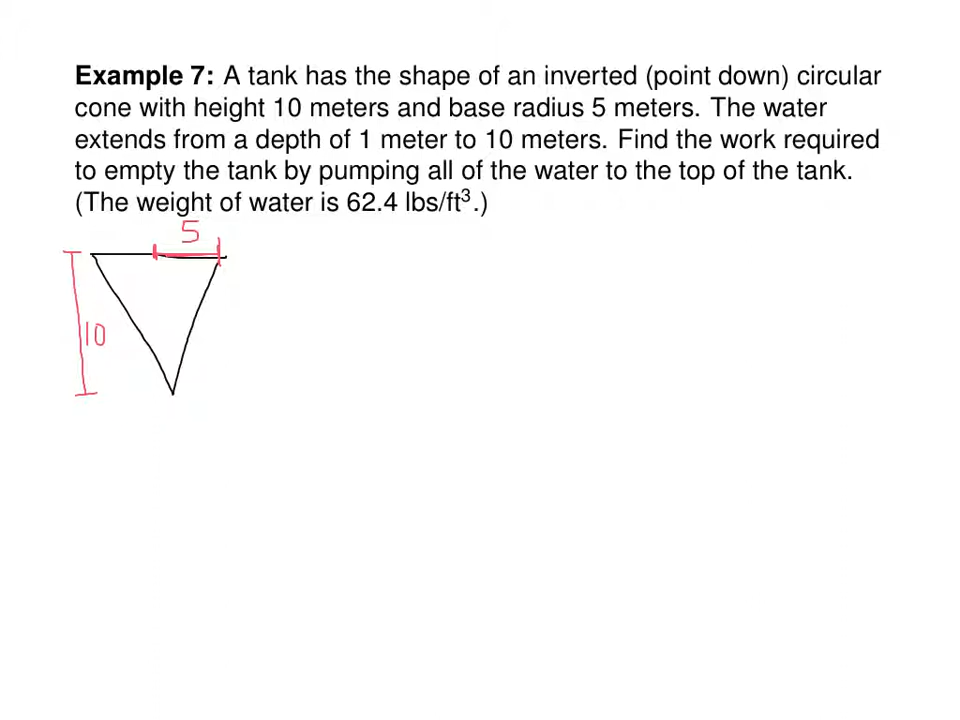 Example 7: A tank has the shape of an inverted (point down) circular
cone with height 10 meters and base radius 5 meters. The water
extends from a depth of 1 meter to 10 meters. Find the work required
to empty the tank by pumping all of the water to the top of the tank.
(The weight of water is 62.4 lbs/ft³.)
5
10